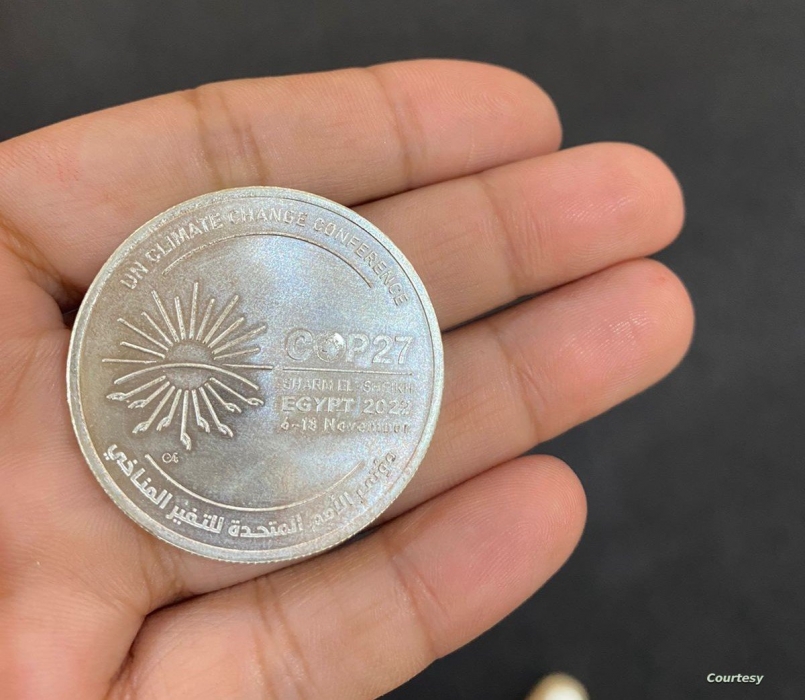 UN CLIMATE CHANGE CONFERENCE
COP27
SHARM EL-SHEIKH
EGYPT 2022
6-18 November
مؤتمر الأمم المتحدة للتغير المناخي
Courtesy